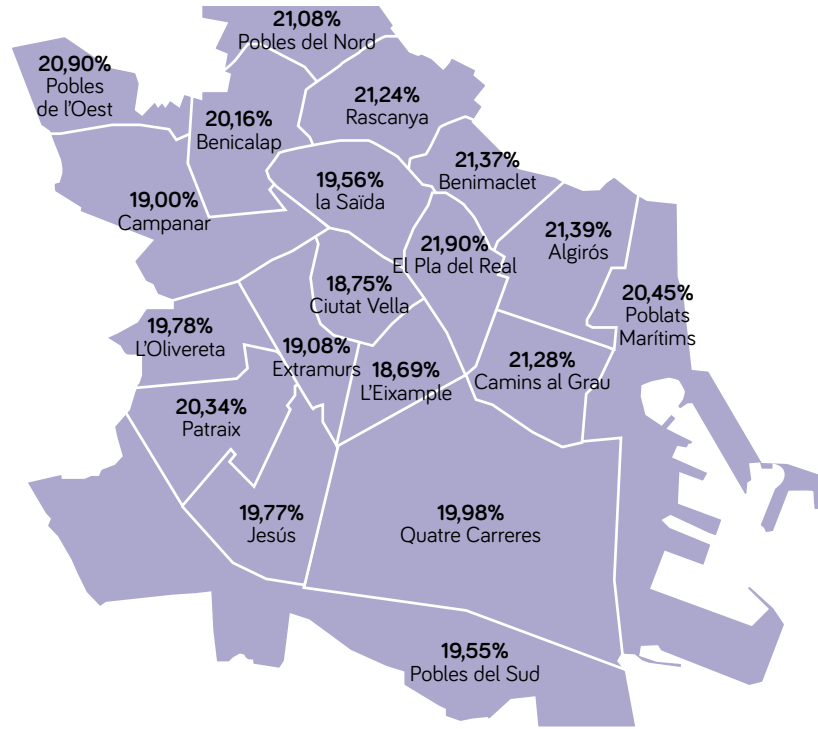 21,08%
Pobles del Nord
20,90%
Pobles
de l'Oest
20,16%
Benicalap
21,24%
Rascanya
21,37%
Benimaclet
19,00%
Campanar
19,56%
la Saïda
21,90%
El Pla del Real
21,39%
Algirós
18,75%
Ciutat Vella
20,45%
Poblats
Marítims
19,78%
L'Olivereta
19,08%
Extramurs
18,69%
L'Eixample
21,28%
Camins al Grau
20,34%
Patraix
19,77%
Jesús
19,98%
Quatre Carreres
19,55%
Pobles del Sud